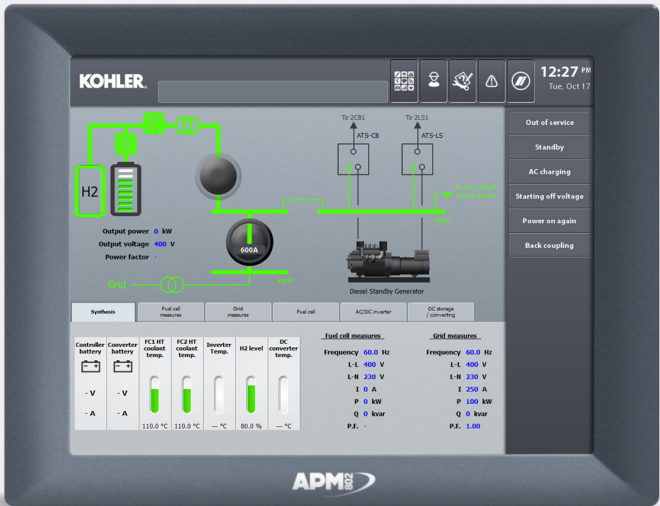 KOHLER.
12:27 PM
Tue, Oct 17
Out of service
Standby
AC charging
Starting off voltage
Power on again
Back coupling
To 2CB1
To 2LS1
ATS-CB
ATS-LS
H2
Output power 0 kW
Output voltage 400 V
Power factor -
600A
Grid
Diesel Standby Generator
Synthesis
Fuel cell
measures
Grid
measures
Fuel cell
AC/DC inverter
DC storage
/ converting
Controller
battery
- V
- A
Converter
battery
- V
- A
FC1 HT
coolant
temp.
110.0 °C
FC2 HT
coolant
temp.
110.0 °C
Inverter
Temp.
— °C
H2 level
80.0 %
DC
converter
temp.
— °C
Fuel cell measures
Frequency 60.0 Hz
L-L 400 V
L-N 230 V
I 0 A
P 0 kW
Q 0 kvar
P.F. -
Grid measures
Frequency 60.0 Hz
L-L 400 V
L-N 230 V
I 250 A
P 100 kW
Q 0 kvar
P.F. 1.00
APM802